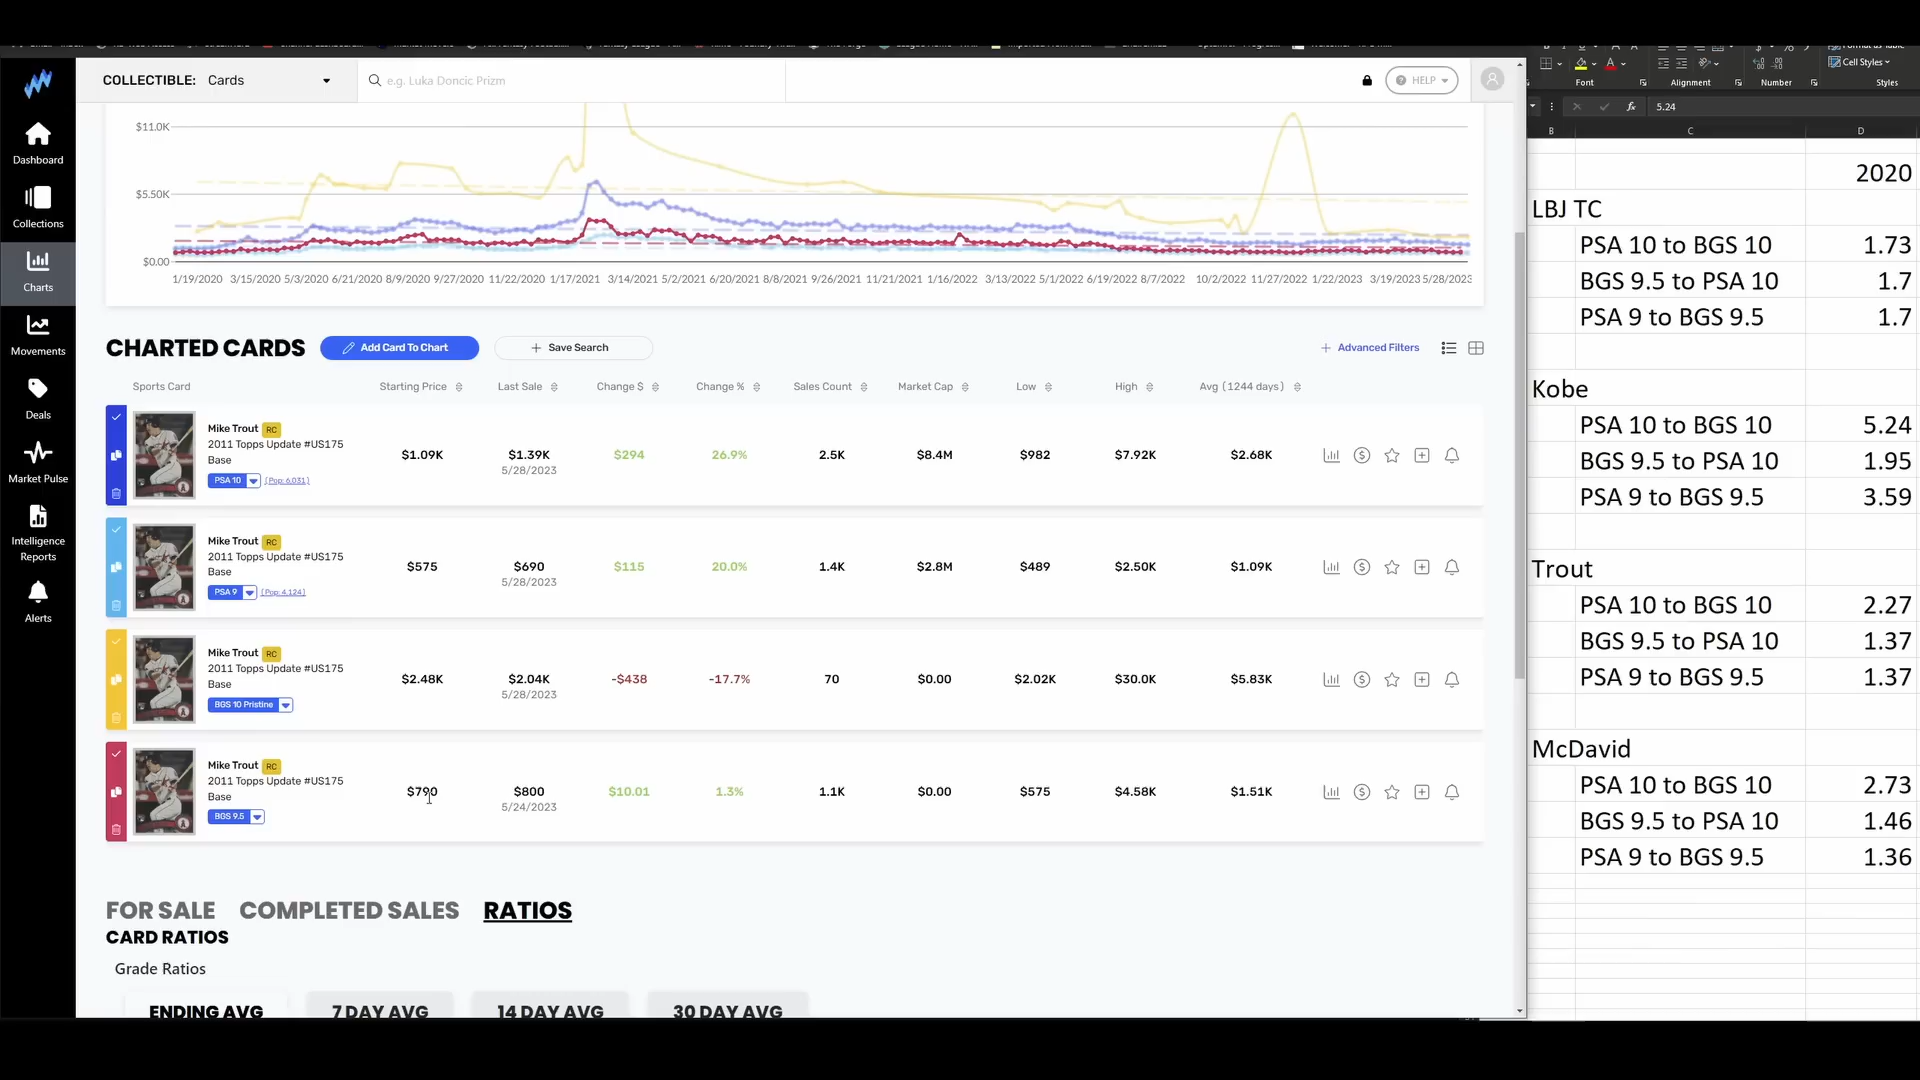 COLLECTIBLE: Cards
e.g. Luka Doncic Prizm
HELP
Dashboard
Collections
Charts
Movements
Deals
Market Pulse
Intelligence
Reports
Alerts
$11.0K
$5.50K
$0.00
1/19/2020 3/15/2020 5/3/2020 6/21/2020 8/9/2020 9/27/2020 11/22/2020 1/17/2021 3/14/2021 5/2/2021 6/20/2021 8/8/2021 9/26/2021 11/21/2021 1/16/2022 3/13/2022 5/1/2022 6/19/2022 8/7/2022 10/2/2022 11/27/2022 1/22/2023 3/19/2023 5/28/2023
CHARTED CARDS
Add Card To Chart
+ Save Search
+ Advanced Filters
Sports Card Starting Price Last Sale Change $ Change % Sales Count Market Cap Low High Avg (1244 days)
Mike Trout RC
2011 Topps Update #US175
Base
PSA 10 (Pop: 6,031)
$1.09K $1.39K $294 26.9% 2.5K $8.4M $982 $7.92K $2.68K
5/28/2023
Mike Trout RC
2011 Topps Update #US175
Base
PSA 9 (Pop: 4,124)
$575 $690 $115 20.0% 1.4K $2.8M $489 $2.50K $1.09K
5/28/2023
Mike Trout RC
2011 Topps Update #US175
Base
BGS 10 Pristine
$2.48K $2.04K -$438 -17.7% 70 $0.00 $2.02K $30.0K $5.83K
5/28/2023
Mike Trout RC
2011 Topps Update #US175
Base
BGS 9.5
$790 $800 $10.01 1.3% 1.1K $0.00 $575 $4.58K $1.51K
5/24/2023
FOR SALE COMPLETED SALES RATIOS
CARD RATIOS
Grade Ratios
ENDING AVG 7 DAY AVG 14 DAY AVG 30 DAY AVG
Format as Table
Cell Styles
Font Alignment Number Styles
fx 5.24
B C D
2020
LBJ TC
PSA 10 to BGS 10 1.73
BGS 9.5 to PSA 10 1.7
PSA 9 to BGS 9.5 1.7
Kobe
PSA 10 to BGS 10 5.24
BGS 9.5 to PSA 10 1.95
PSA 9 to BGS 9.5 3.59
Trout
PSA 10 to BGS 10 2.27
BGS 9.5 to PSA 10 1.37
PSA 9 to BGS 9.5 1.37
McDavid
PSA 10 to BGS 10 2.73
BGS 9.5 to PSA 10 1.46
PSA 9 to BGS 9.5 1.36